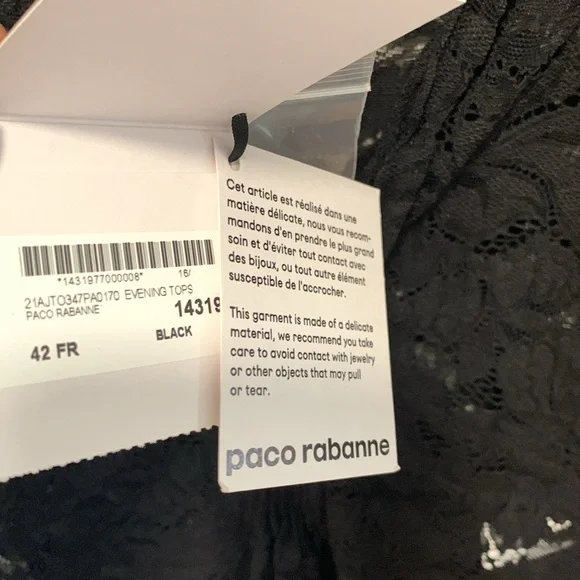 *1431977000008* 16/
21AJTO347PA0170 EVENING TOPS
PACO RABANNE 14319
BLACK
42 FR
Cet article est réalisé dans une
matière délicate, nous vous recom-
mandons d'en prendre le plus grand
soin et d'éviter tout contact avec
des bijoux, ou tout autre élément
susceptible de l'accrocher.
This garment is made of a delicate
material, we recommend you take
care to avoid contact with jewelry
or other objects that may pull
or tear.
paco rabanne